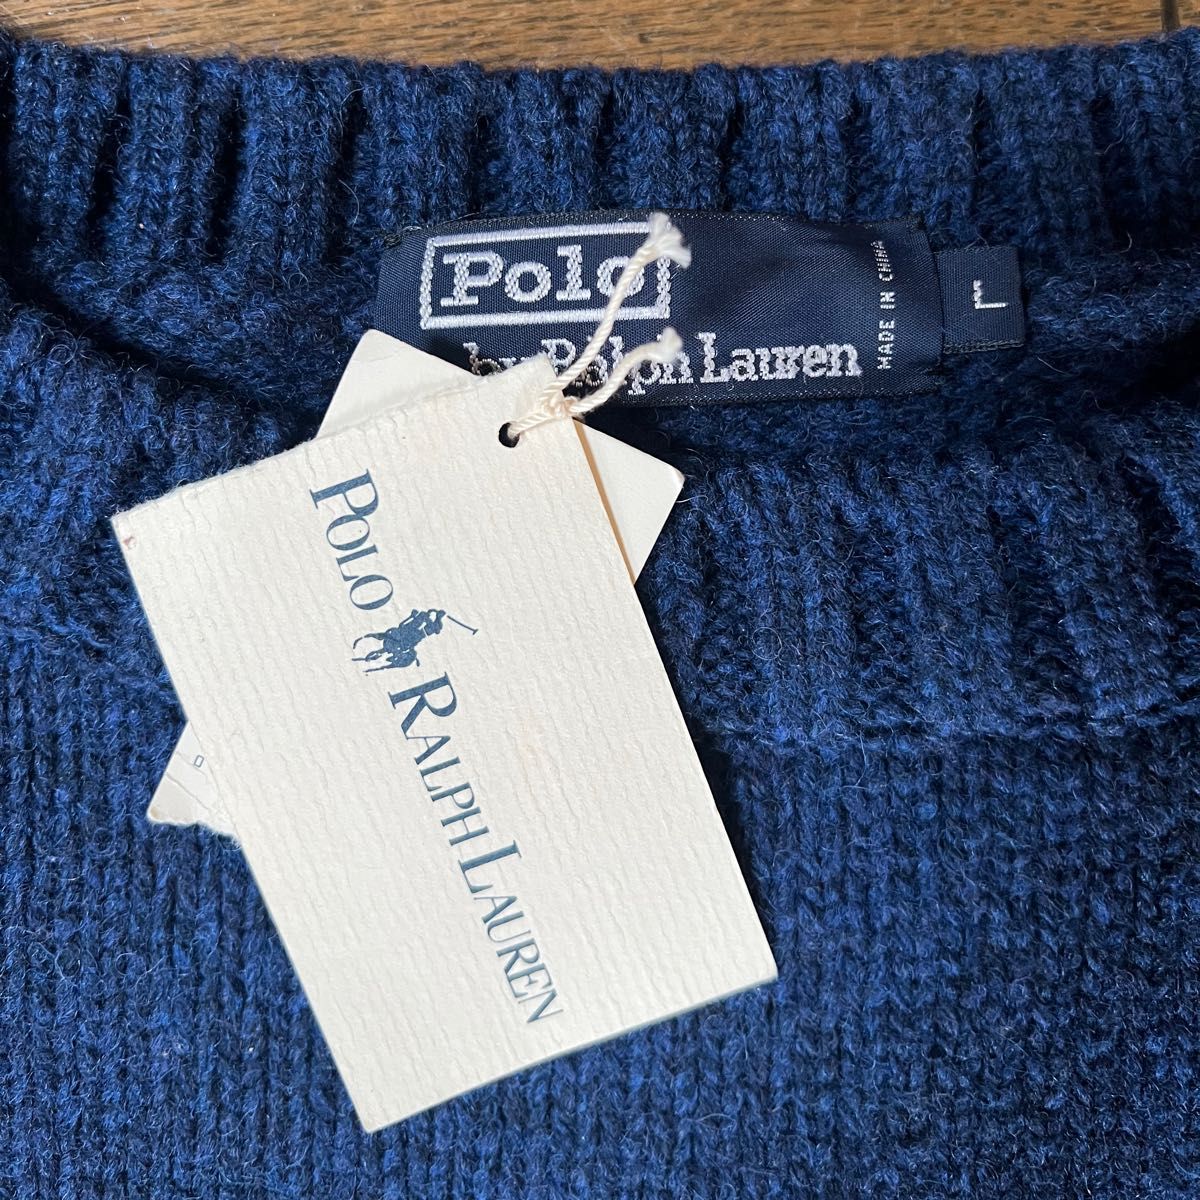 Polo
by Ralph Lauren
MADE IN CHINA
L
POLO RALPH LAUREN